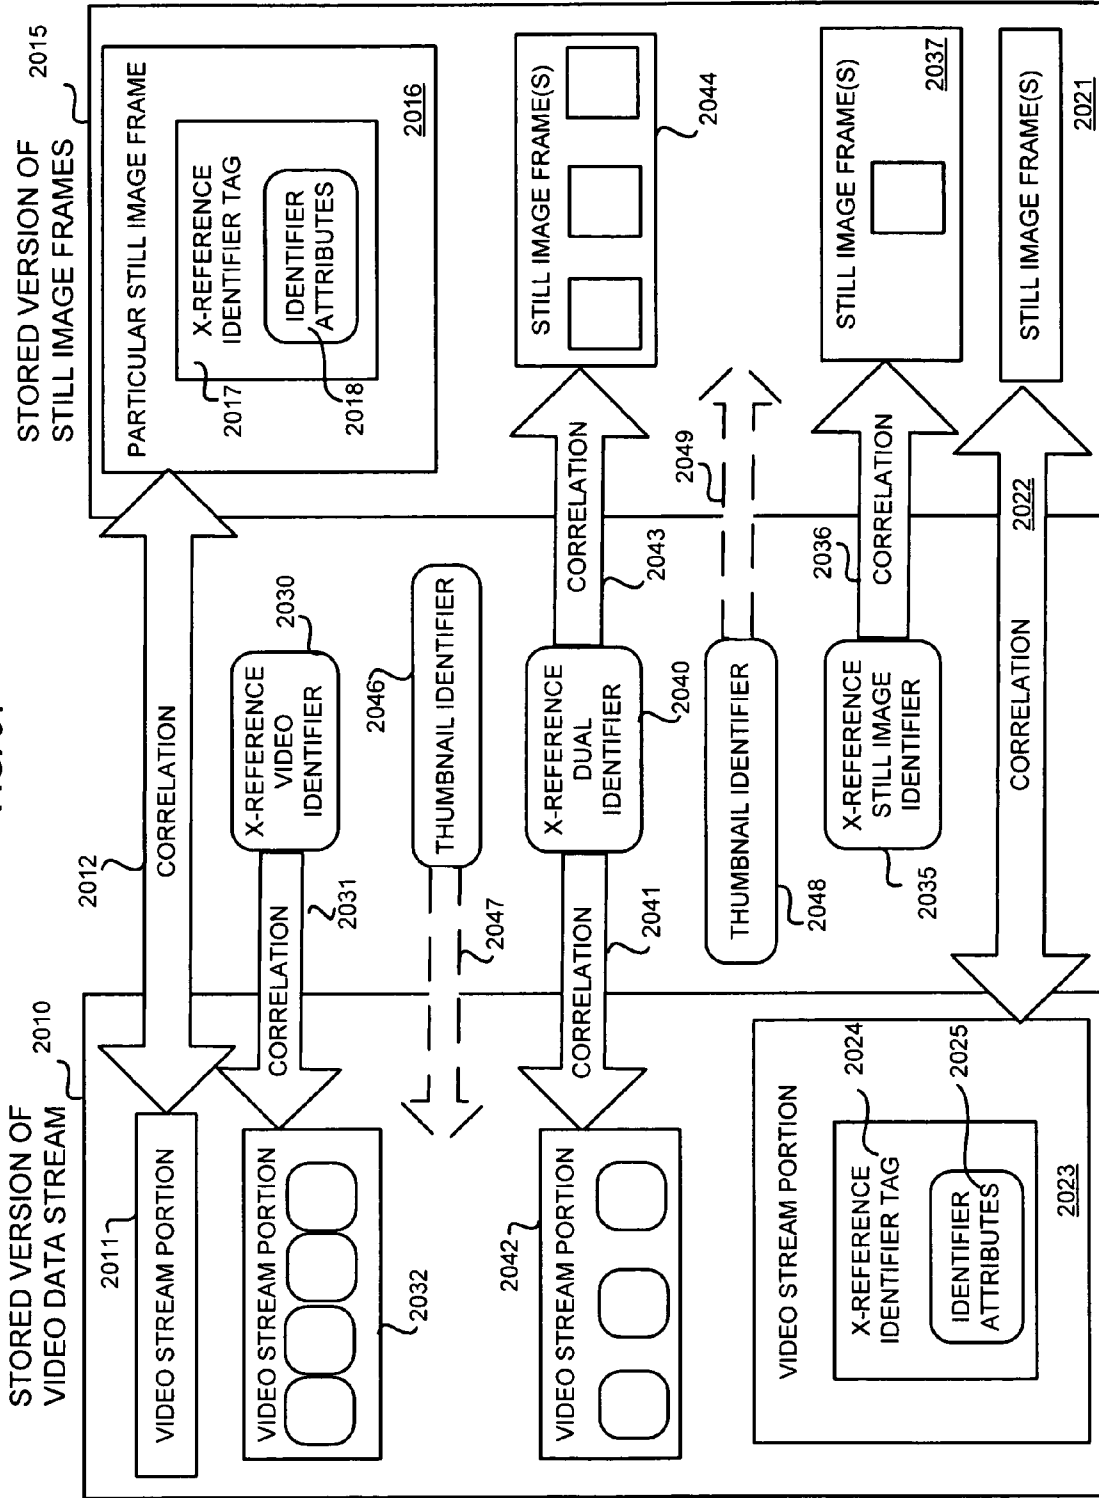 STORED VERSION OF
VIDEO DATA STREAM
2010
2011
VIDEO STREAM PORTION
VIDEO STREAM PORTION
2032
2042
VIDEO STREAM PORTION
VIDEO STREAM PORTION
X-REFERENCE
IDENTIFIER TAG
2024
IDENTIFIER
ATTRIBUTES
2025
2023
2012
CORRELATION
CORRELATION
2031
X-REFERENCE
VIDEO
IDENTIFIER
2030
2046
THUMBNAIL IDENTIFIER
2047
CORRELATION
2041
X-REFERENCE
DUAL
IDENTIFIER
2040
CORRELATION
2043
2049
THUMBNAIL IDENTIFIER
2048
X-REFERENCE
STILL IMAGE
IDENTIFIER
2035
2036
CORRELATION
CORRELATION
2022
STORED VERSION OF
STILL IMAGE FRAMES
2015
PARTICULAR STILL IMAGE FRAME
2017
X-REFERENCE
IDENTIFIER TAG
IDENTIFIER
ATTRIBUTES
2018
2016
STILL IMAGE FRAME(S)
2044
STILL IMAGE FRAME(S)
2037
STILL IMAGE FRAME(S)
2021